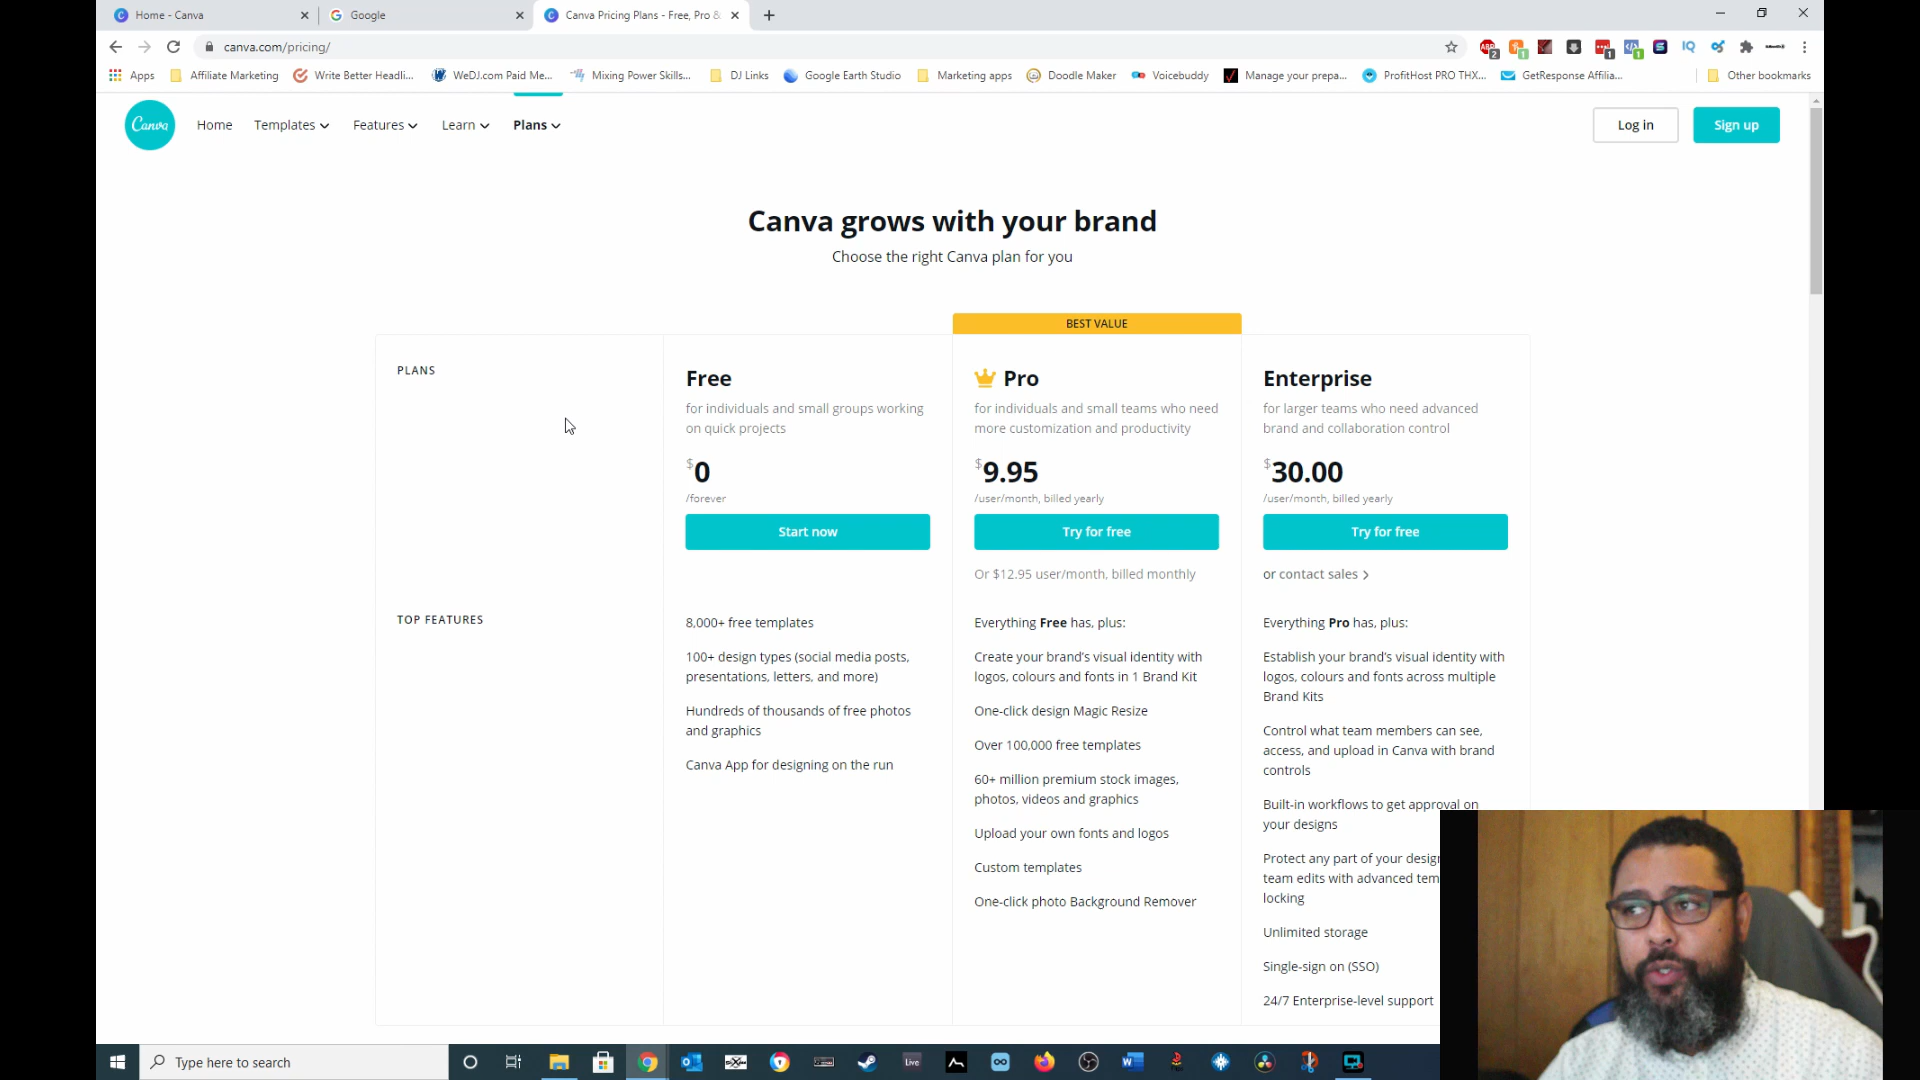 Home - Canva
Google
Canva Pricing Plans - Free, Pro &
canva.com/pricing/
Apps
Affiliate Marketing
Write Better Headli...
WeDJ.com Paid Me...
Mixing Power Skills...
DJ Links
Google Earth Studio
Marketing apps
Doodle Maker
Voicebuddy
Manage your prepa...
ProfitHost PRO THX...
GetResponse Affilia...
Other bookmarks
Canva
Home
Templates
Features
Learn
Plans
Log in
Sign up
Canva grows with your brand
Choose the right Canva plan for you
BEST VALUE
PLANS
Free
for individuals and small groups working
on quick projects
$0
/forever
Start now
Pro
for individuals and small teams who need
more customization and productivity
$9.95
/user/month, billed yearly
Try for free
Or $12.95 user/month, billed monthly
Enterprise
for larger teams who need advanced
brand and collaboration control
$30.00
/user/month, billed yearly
Try for free
or contact sales
TOP FEATURES
8,000+ free templates
100+ design types (social media posts,
presentations, letters, and more)
Hundreds of thousands of free photos
and graphics
Canva App for designing on the run
Everything Free has, plus:
Create your brand's visual identity with
logos, colours and fonts in 1 Brand Kit
One-click design Magic Resize
Over 100,000 free templates
60+ million premium stock images,
photos, videos and graphics
Upload your own fonts and logos
Custom templates
One-click photo Background Remover
Everything Pro has, plus:
Establish your brand's visual identity with
logos, colours and fonts across multiple
Brand Kits
Control what team members can see,
access, and upload in Canva with brand
controls
Built-in workflows to get approval on
your designs
Protect any part of your design
team edits with advanced tem
locking
Unlimited storage
Single-sign on (SSO)
24/7 Enterprise-level support
Type here to search
Live